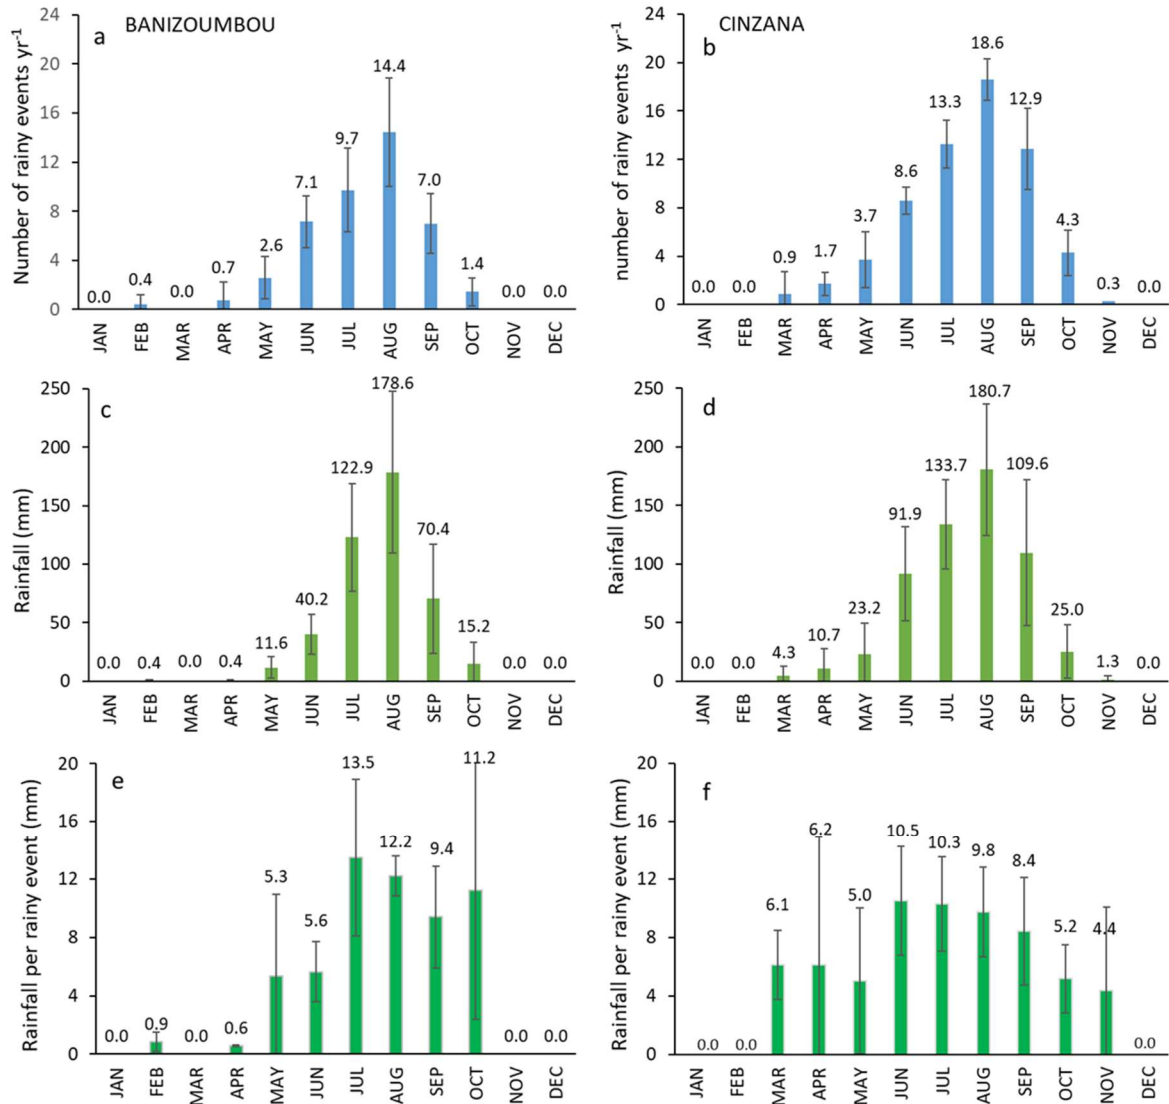 a BANIZOUMBOU
Number of rainy events yr-1
24
20
16
12
8
4
0
0.0 0.4 0.0 0.7 2.6 7.1 9.7 14.4 7.0 1.4 0.0 0.0
JAN FEB MAR APR MAY JUN JUL AUG SEP OCT NOV DEC
b CINZANA
number of rainy events yr-1
24
20
16
12
8
4
0
0.0 0.0 0.9 1.7 3.7 8.6 13.3 18.6 12.9 4.3 0.3 0.0
JAN FEB MAR APR MAY JUN JUL AUG SEP OCT NOV DEC
c
Rainfall (mm)
250
200
150
100
50
0
0.0 0.4 0.0 0.4 11.6 40.2 122.9 178.6 70.4 15.2 0.0 0.0
JAN FEB MAR APR MAY JUN JUL AUG SEP OCT NOV DEC
d
Rainfall (mm)
250
200
150
100
50
0
0.0 0.0 4.3 10.7 23.2 91.9 133.7 180.7 109.6 25.0 1.3 0.0
JAN FEB MAR APR MAY JUN JUL AUG SEP OCT NOV DEC
e
Rainfall per rainy event (mm)
20
16
12
8
4
0
0.0 0.9 0.0 0.6 5.3 5.6 13.5 12.2 9.4 11.2 0.0 0.0
JAN FEB MAR APR MAY JUN JUL AUG SEP OCT NOV DEC
f
Rainfall per rainy event (mm)
20
16
12
8
4
0
0.0 0.0 6.1 6.2 5.0 10.5 10.3 9.8 8.4 5.2 4.4 0.0
JAN FEB MAR APR MAY JUN JUL AUG SEP OCT NOV DEC